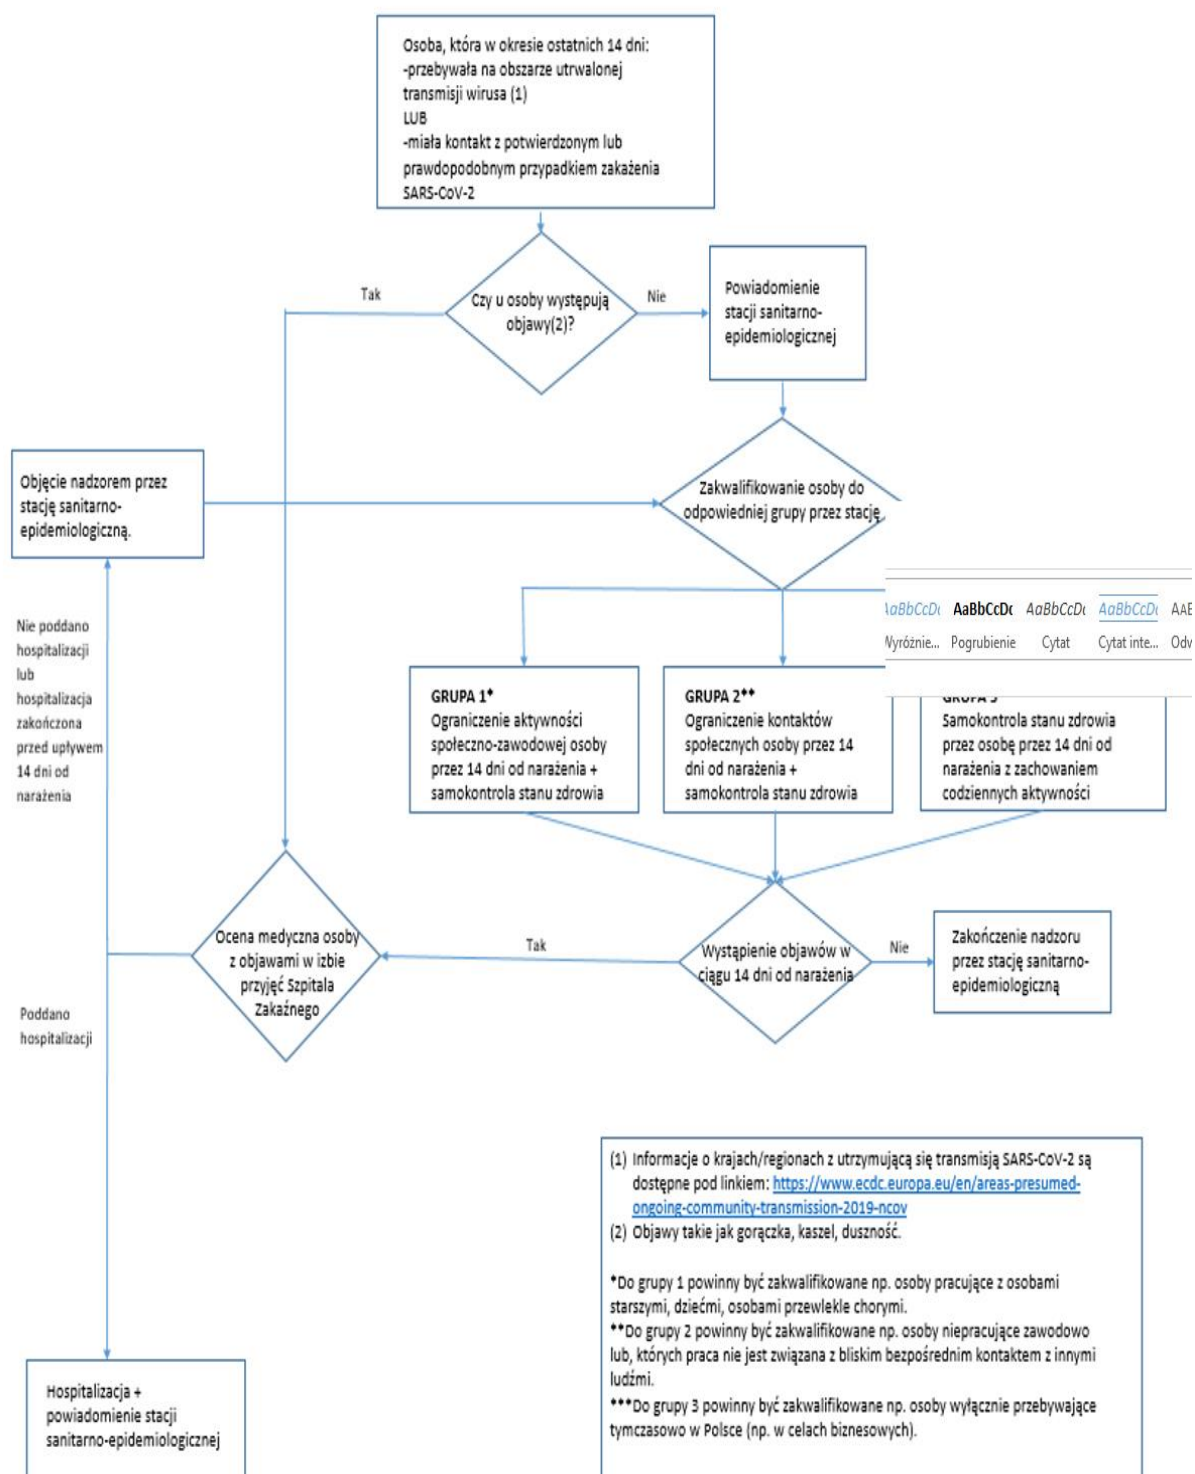 Osoba, która w okresie ostatnich 14 dni:
-przebywała na obszarze utrwalonej
transmisji wirusa (1)
LUB
-miała kontakt z potwierdzonym lub
prawdopodobnym przypadkiem zakażenia
SARS-CoV-2
Tak
Czy u osoby występują
objawy(2)?
Nie
Powiadomienie
stacji sanitarno-
epidemiologicznej
Objęcie nadzorem przez
stację sanitarno-
epidemiologiczną.
Zakwalifikowanie osoby do
odpowiedniej grupy przez stację
AaBbCcDc AaBbCcDc AaBbCcDc AaBbCcDc AAB
Wyróżnie... Pogrubienie Cytat Cytat inte... Odv
Nie poddano
hospitalizacji
lub
hospitalizacja
zakończona
przed upływem
14 dni od
narażenia
GRUPA 1*
Ograniczenie aktywności
społeczno-zawodowej osoby
przez 14 dni od narażenia +
samokontrola stanu zdrowia
GRUPA 2**
Ograniczenie kontaktów
społecznych osoby przez 14
dni od narażenia +
samokontrola stanu zdrowia
GRUPA 3
Samokontrola stanu zdrowia
przez osobę przez 14 dni od
narażenia z zachowaniem
codziennych aktywności
Ocena medyczna osoby
z objawami w izbie
przyjęć Szpitala
Zakaźnego
Tak
Wystąpienie objawów w
ciągu 14 dni od narażenia
Nie
Zakończenie nadzoru
przez stację sanitarno-
epidemiologiczną
Poddano
hospitalizacji
Hospitalizacja +
powiadomienie stacji
sanitarno-epidemiologicznej
(1) Informacje o krajach/regionach z utrzymującą się transmisją SARS-CoV-2 są
dostępne pod linkiem: https://www.ecdc.europa.eu/en/areas-presumed-
ongoing-community-transmission-2019-ncov
(2) Objawy takie jak gorączka, kaszel, duszność.
*Do grupy 1 powinny być zakwalifikowane np. osoby pracujące z osobami
starszymi, dziećmi, osobami przewlekle chorymi.
**Do grupy 2 powinny być zakwalifikowane np. osoby niepracujące zawodowo
lub, których praca nie jest związana z bliskim bezpośrednim kontaktem z innymi
ludźmi.
***Do grupy 3 powinny być zakwalifikowane np. osoby wyłącznie przebywające
tymczasowo w Polsce (np. w celach biznesowych).